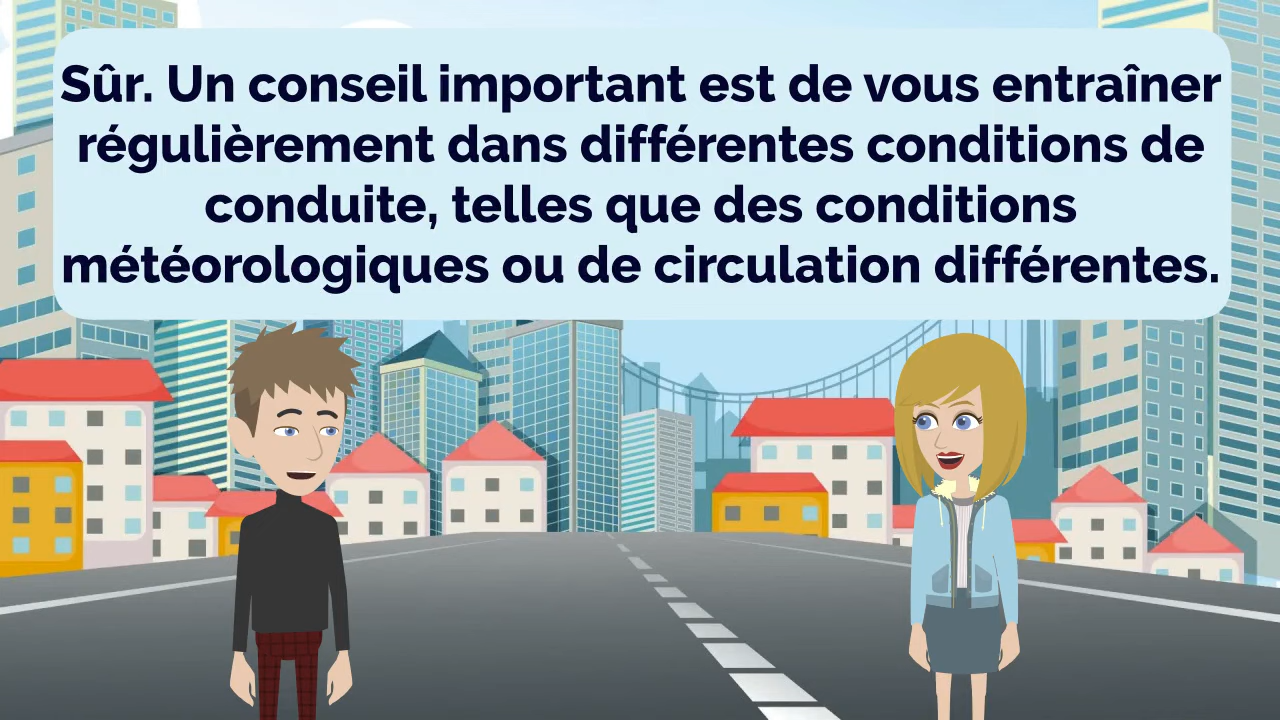 Sûr. Un conseil important est de vous entraîner
régulièrement dans différentes conditions de
conduite, telles que des conditions
météorologiques ou de circulation différentes.